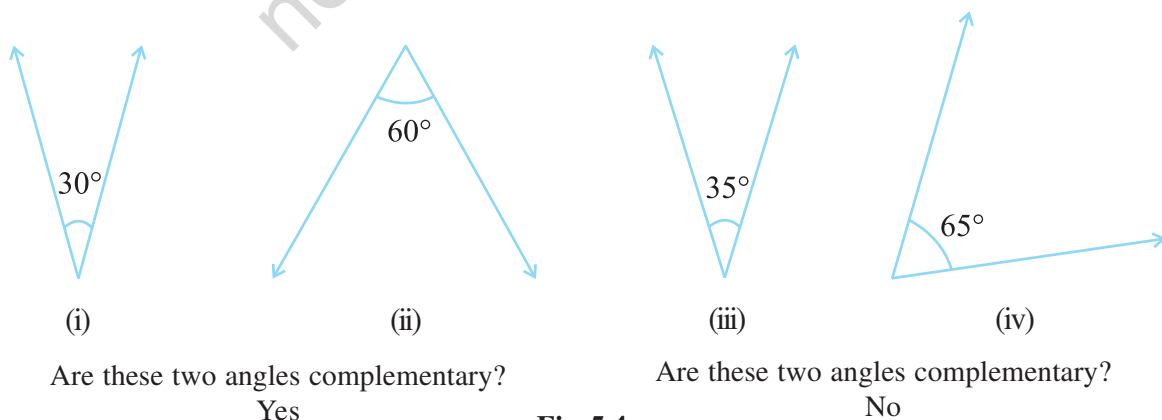 30°
60°
35°
65°
(i)
(ii)
(iii)
(iv)
Are these two angles complementary?
Yes
Are these two angles complementary?
No